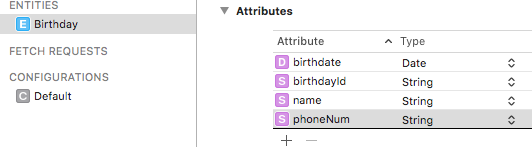 ENTITIES
E Birthday
FETCH REQUESTS
CONFIGURATIONS
C Default
Attributes
Attribute Type
D birthdate Date
S birthdayId String
S name String
S phoneNum String
+ −